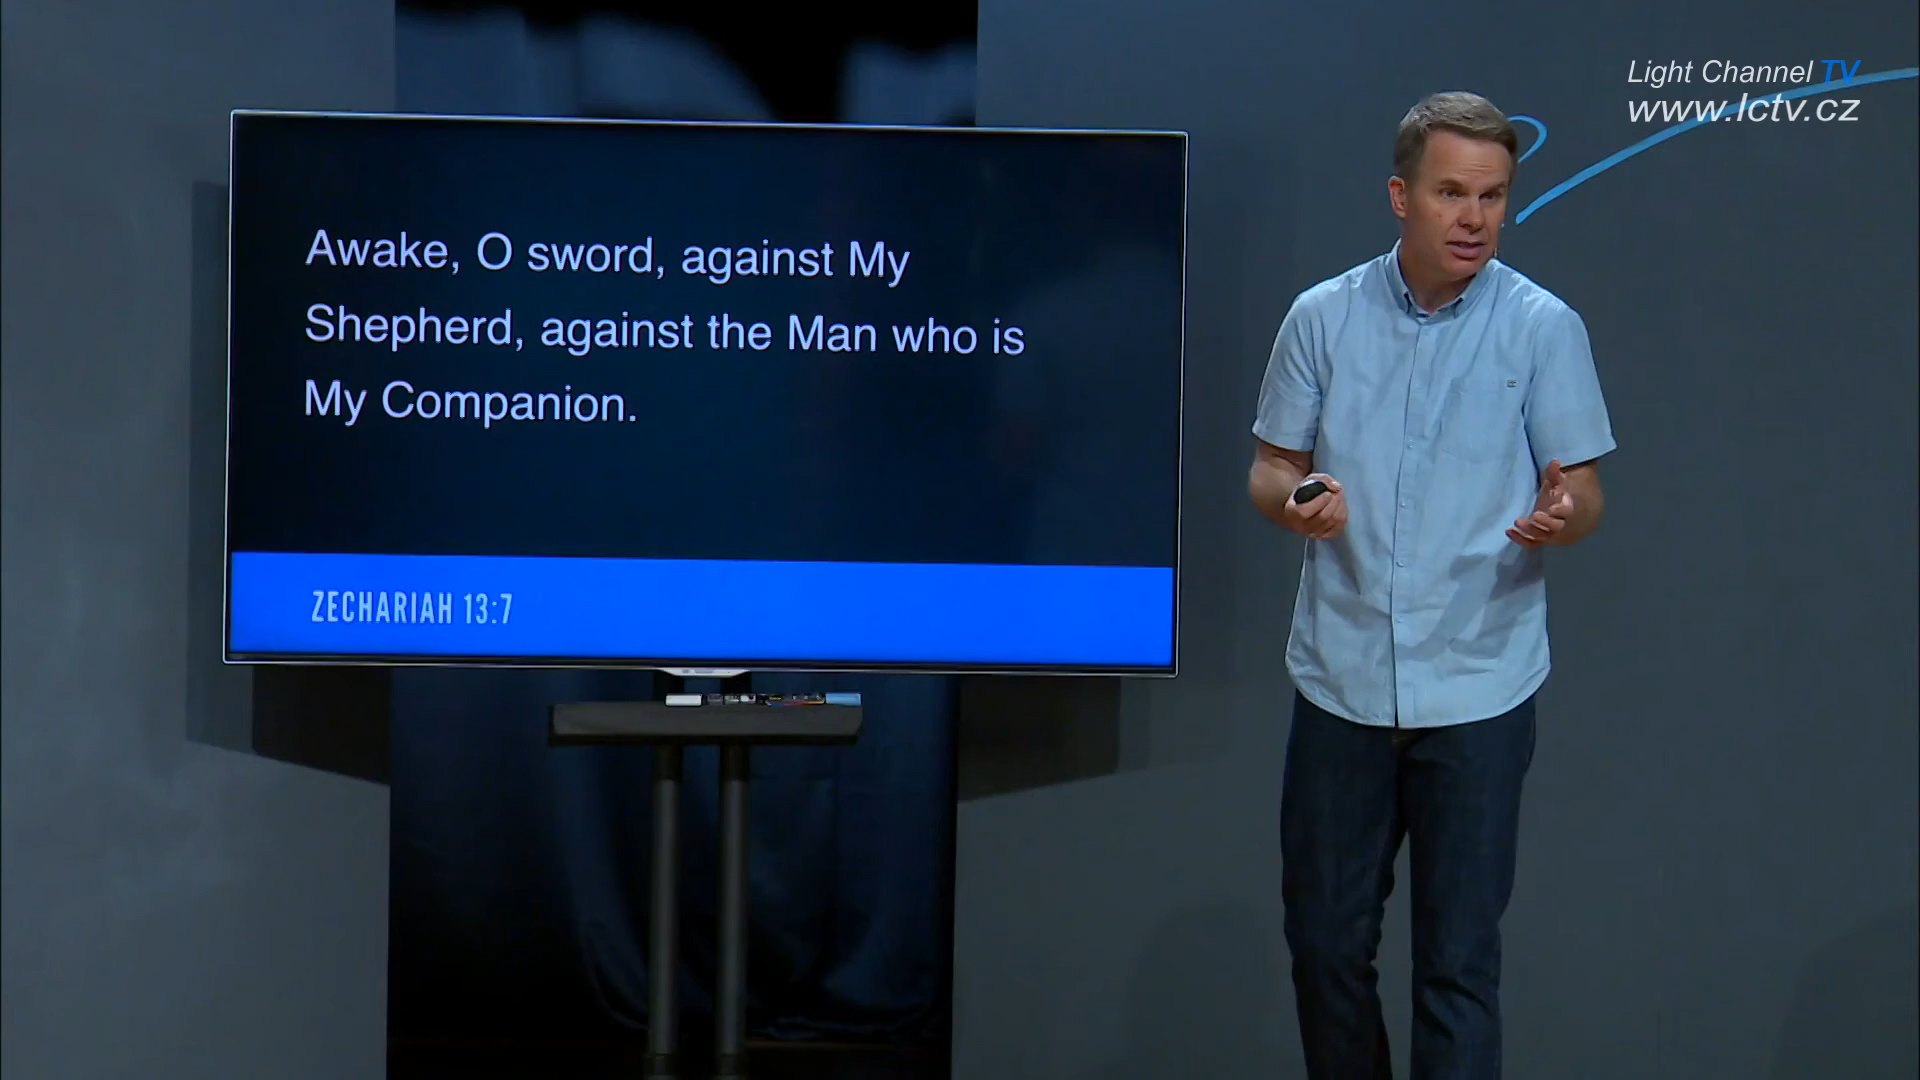 Light Channel TV
www.lctv.cz
Awake, O sword, against My
Shepherd, against the Man who is
My Companion.
ZECHARIAH 13:7